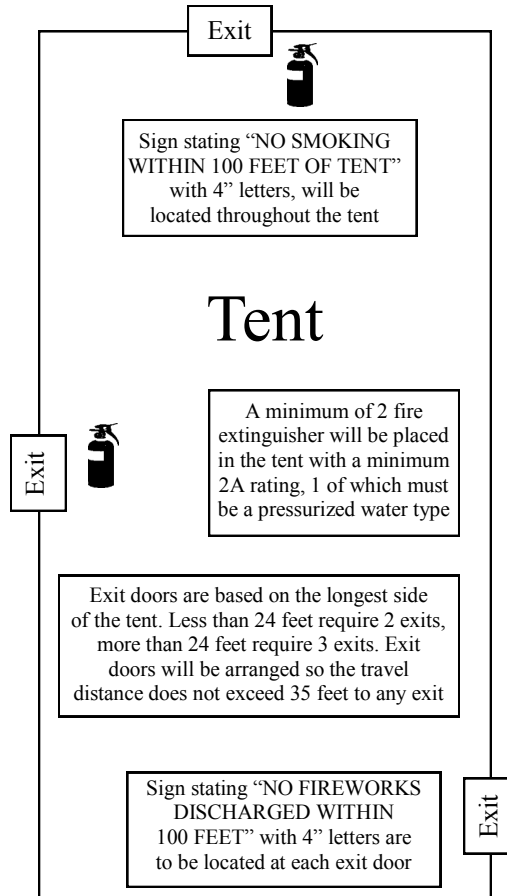 Exit
Sign stating “NO SMOKING
WITHIN 100 FEET OF TENT”
with 4” letters, will be
located throughout the tent
Tent
A minimum of 2 fire
extinguisher will be placed
in the tent with a minimum
2A rating, 1 of which must
be a pressurized water type
Exit
Exit doors are based on the longest side
of the tent. Less than 24 feet require 2 exits,
more than 24 feet require 3 exits. Exit
doors will be arranged so the travel
distance does not exceed 35 feet to any exit
Sign stating “NO FIREWORKS
DISCHARGED WITHIN
100 FEET” with 4” letters are
to be located at each exit door
Exit